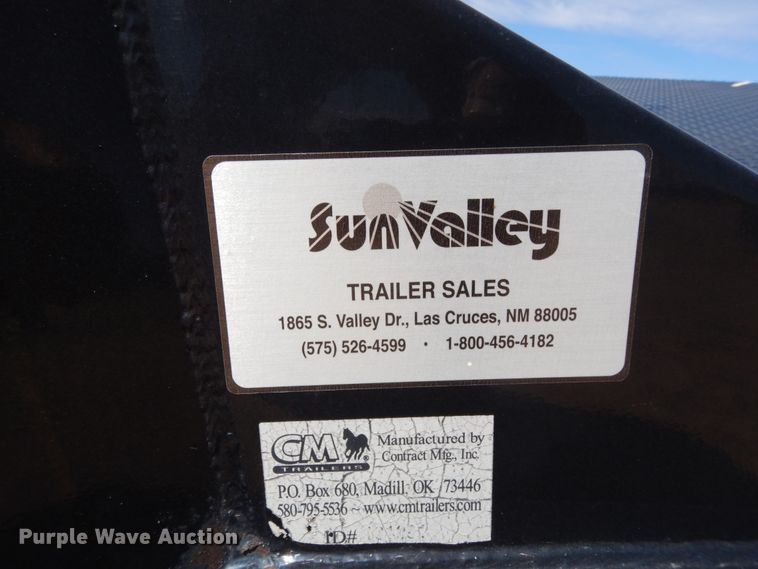 SunValley
TRAILER SALES
1865 S. Valley Dr., Las Cruces, NM 88005
(575) 526-4599 · 1-800-456-4182
CM ®
TRAILERS
Manufactured by
Contract Mfg., Inc.
P.O. Box 680, Madill, OK 73446
580-795-5536 ~ www.cmtrailers.com
ID#
Purple Wave Auction